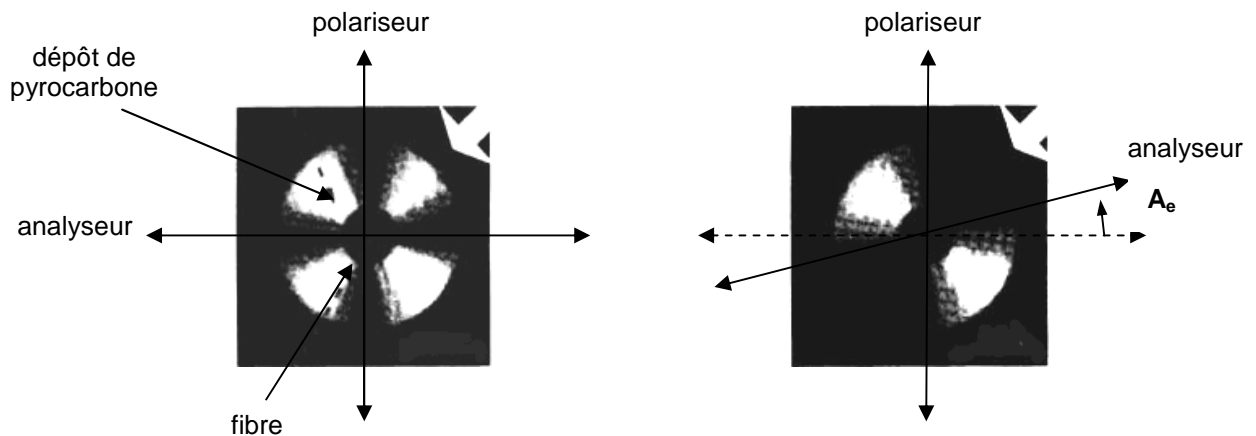 polariseur
dépôt de
pyrocarbone
analyseur
fibre
polariseur
analyseur
Ae